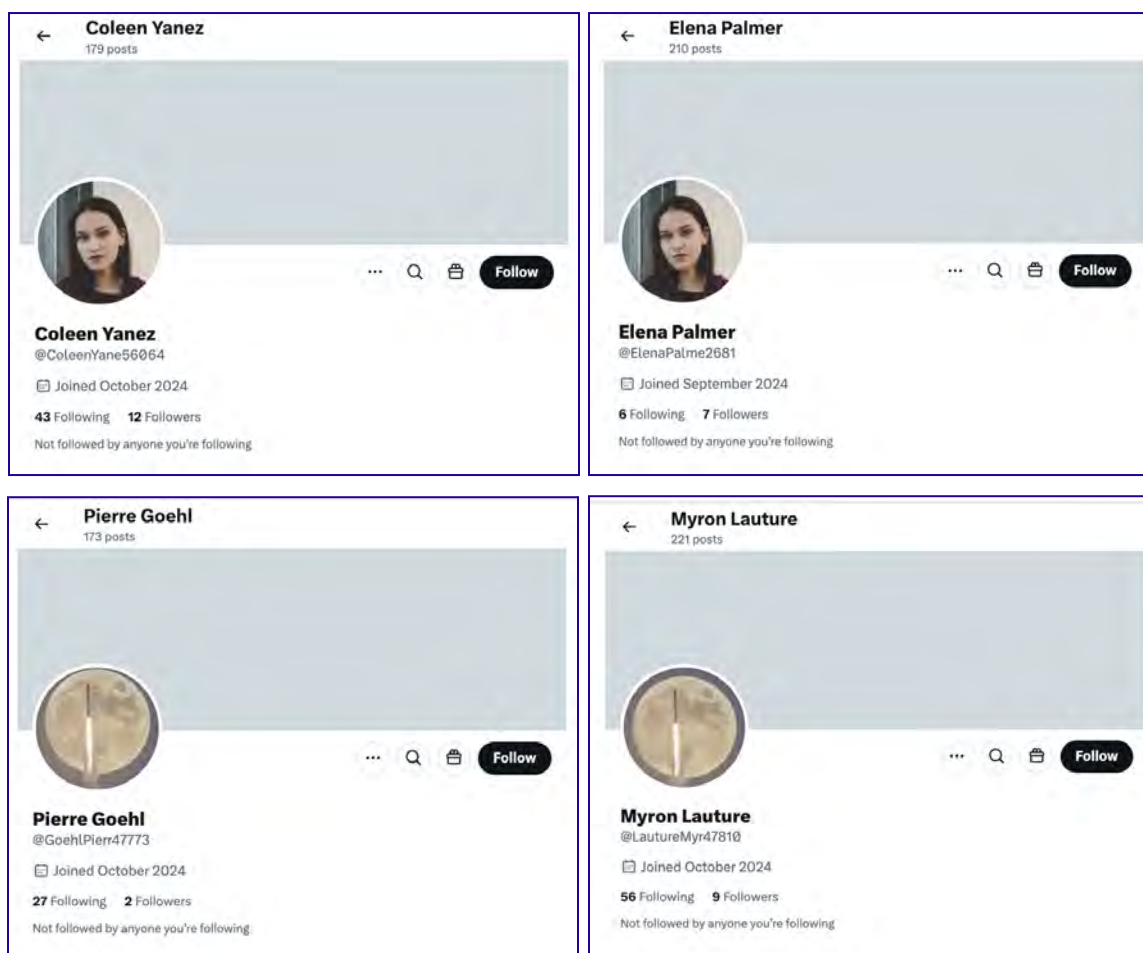 Coleen Yanez
179 posts
Follow
Coleen Yanez
@ColeenYane56064
Joined October 2024
43 Following 12 Followers
Not followed by anyone you're following
Elena Palmer
210 posts
Follow
Elena Palmer
@ElenaPalme2681
Joined September 2024
6 Following 7 Followers
Not followed by anyone you're following
Pierre Goehl
173 posts
Follow
Pierre Goehl
@GoehlPierr47773
Joined October 2024
27 Following 2 Followers
Not followed by anyone you're following
Myron Lauture
221 posts
Follow
Myron Lauture
@LautureMyr47810
Joined October 2024
56 Following 9 Followers
Not followed by anyone you're following